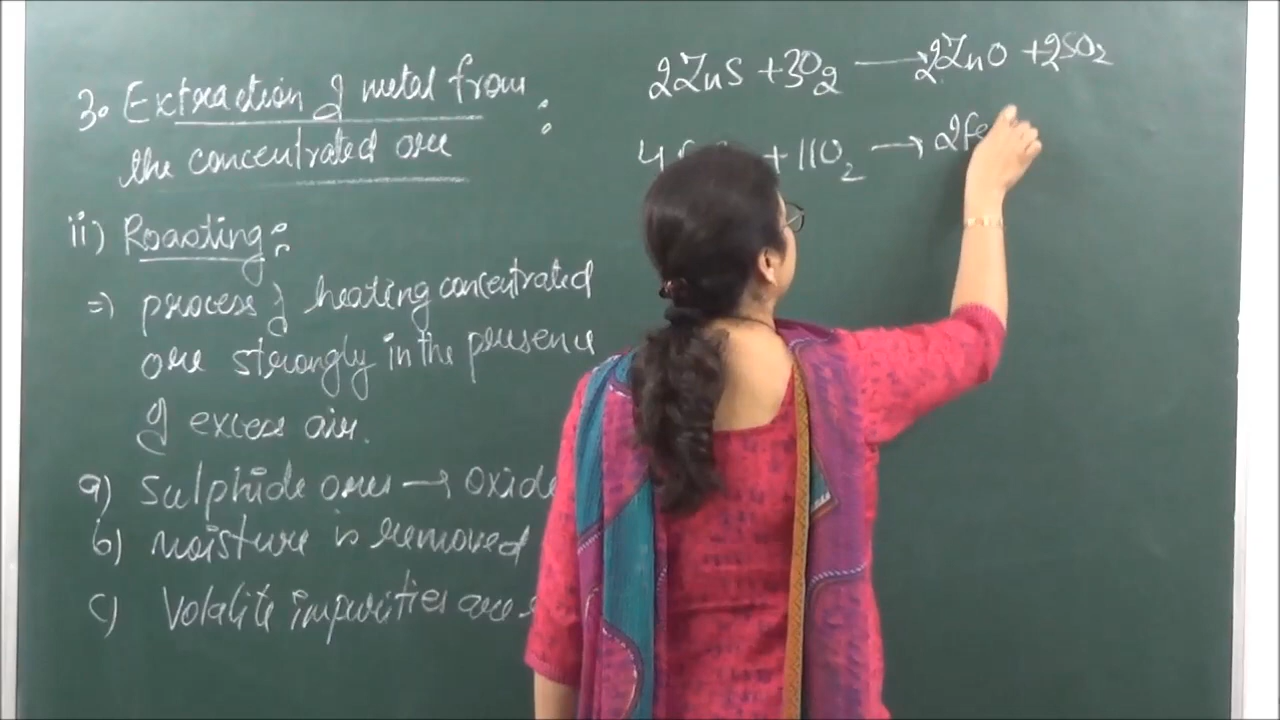 3. Extraction of metal from :
the concentrated ore
ii) Roasting :
⇒ process of heating concentrated
ore strongly in the presence
of excess air.
a) Sulphide ores → oxide
b) moisture is removed
c) Volatile impurities are
2ZnS + 3O₂ → 2ZnO + 2SO₂
4 + 11O₂ → 2Fe